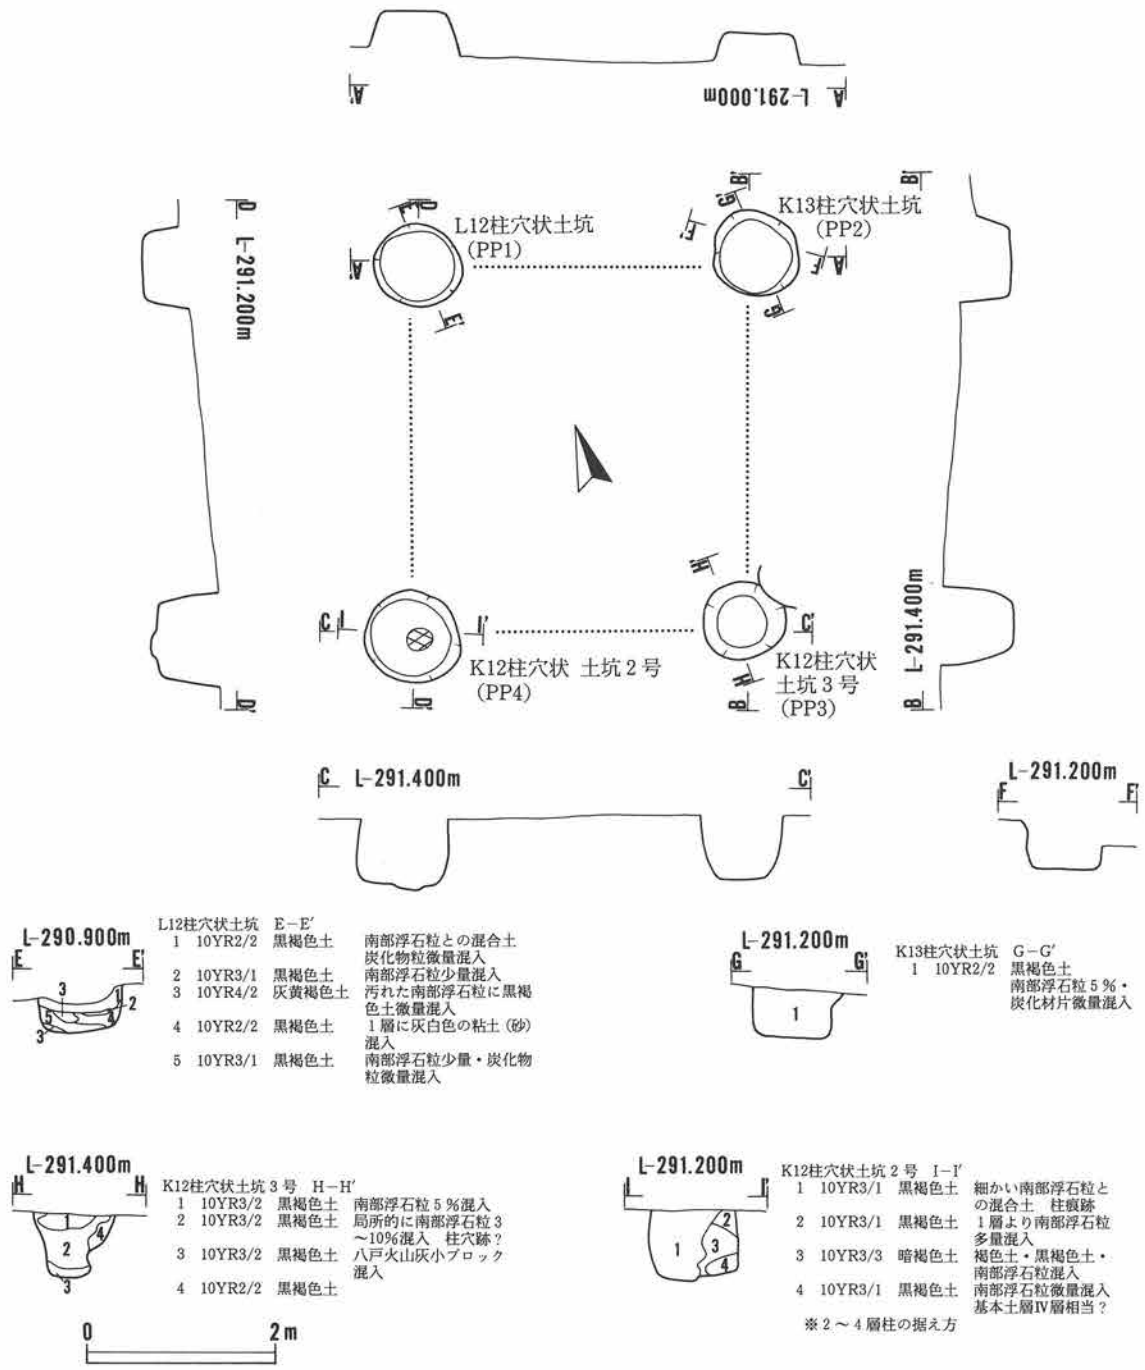 A' L-291.000m A
B'
B'
D
L-291.200m
E D
L12柱穴状土坑
(PP1)
A'
E'
G'
K13柱穴状土坑
(PP2)
F'
F A
G
H'
C I
I'
K12柱穴状 土坑 2 号
(PP4)
D'
D'
C'
K12柱穴状
土坑 3 号
(PP3)
H
B
L-291.400m
B
C L-291.400m C'
L-291.200m
F F'
L-290.900m
E E'
3
1
2
5
4
3
L12柱穴状土坑 E-E′
1 10YR2/2 黒褐色土 南部浮石粒との混合土
炭化物粒微量混入
2 10YR3/1 黒褐色土 南部浮石粒少量混入
3 10YR4/2 灰黄褐色土 汚れた南部浮石粒に黒褐
色土微量混入
4 10YR2/2 黒褐色土 1層に灰白色の粘土(砂)
混入
5 10YR3/1 黒褐色土 南部浮石粒少量・炭化物
粒微量混入
L-291.200m
G G'
1
K13柱穴状土坑 G-G′
1 10YR2/2 黒褐色土
南部浮石粒 5 %・
炭化材片微量混入
L-291.400m
H H
1
4
2
3
K12柱穴状土坑 3 号 H-H′
1 10YR3/2 黒褐色土 南部浮石粒 5 %混入
2 10YR3/2 黒褐色土 局所的に南部浮石粒 3
～10%混入 柱穴跡?
3 10YR3/2 黒褐色土 八戸火山灰小ブロック
混入
4 10YR2/2 黒褐色土
L-291.200m
I I'
2
1
3
4
K12柱穴状土坑 2 号 I-I′
1 10YR3/1 黒褐色土 細かい南部浮石粒と
の混合土 柱痕跡
2 10YR3/1 黒褐色土 1層より南部浮石粒
多量混入
3 10YR3/3 暗褐色土 褐色土・黒褐色土・
南部浮石粒混入
4 10YR3/1 黒褐色土 南部浮石粒微量混入
基本土層Ⅳ層相当?
※ 2 ～ 4 層柱の据え方
0 2 m